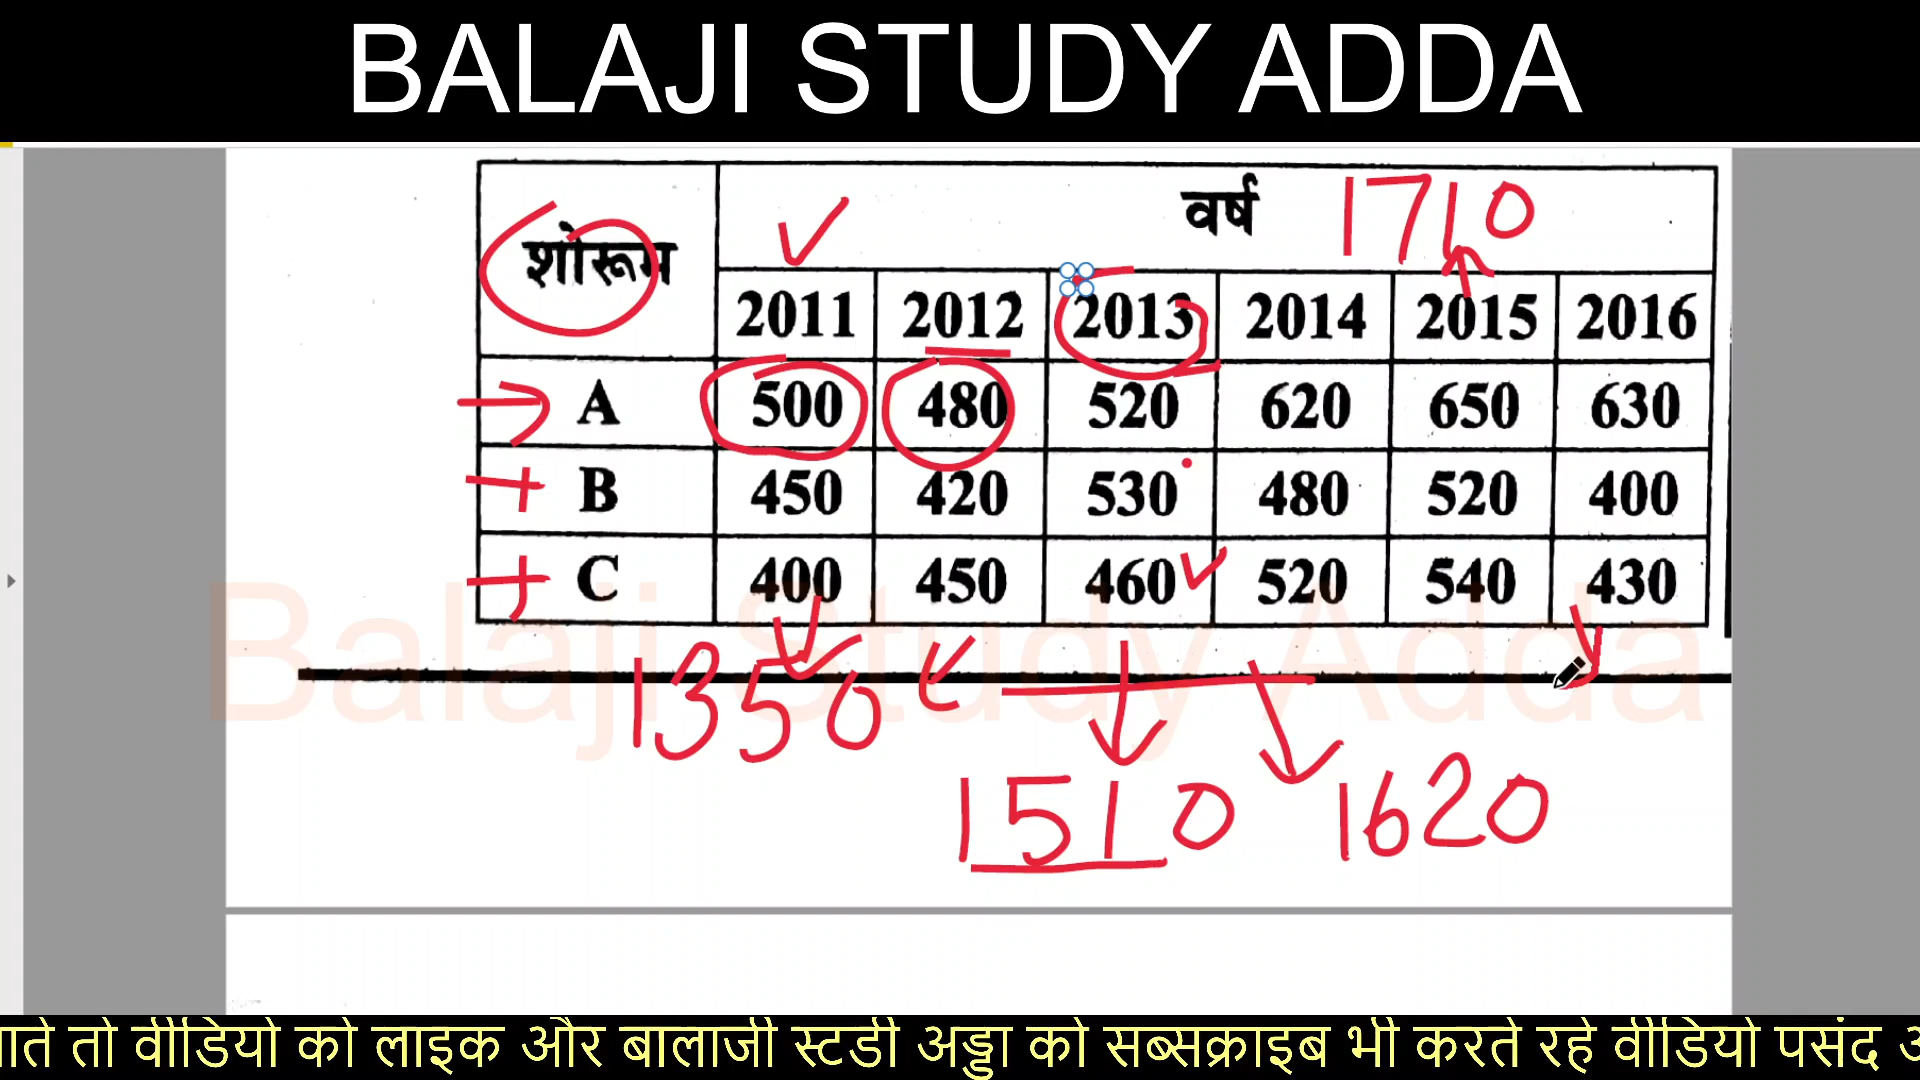 BALAJI STUDY ADDA
शोरूम वर्ष 1710
2011 2012 2013 2014 2015 2016
A 500 480 520 620 650 630
B 450 420 530 480 520 400
C 400 450 460 520 540 430
Balaji Study Adda
1350
1510 1620
ाते तो वीडियो को लाइक और बालाजी स्टडी अड्डा को सब्सक्राइब भी करते रहे वीडियो पसंद